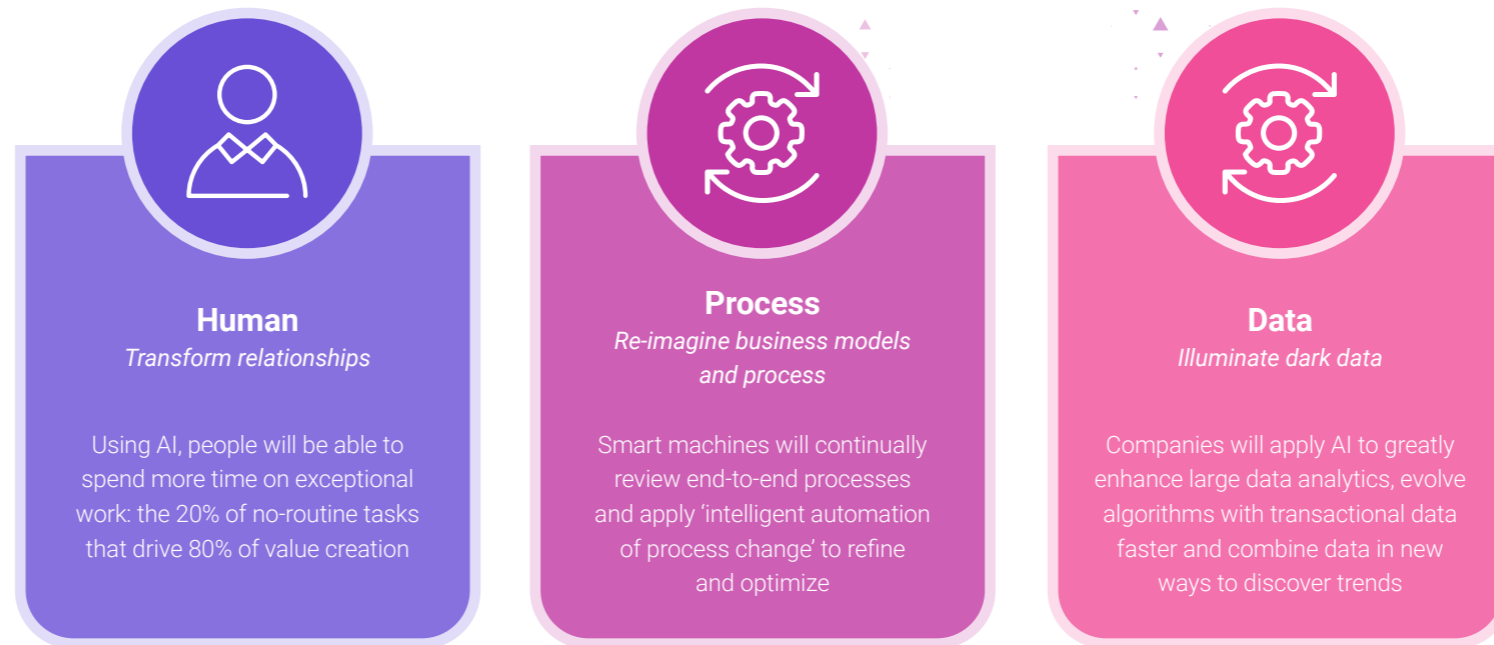 Human
Transform relationships
Using AI, people will be able to
spend more time on exceptional
work: the 20% of no-routine tasks
that drive 80% of value creation
Process
Re-imagine business models
and process
Smart machines will continually
review end-to-end processes
and apply ‘intelligent automation
of process change’ to refine
and optimize
Data
Illuminate dark data
Companies will apply AI to greatly
enhance large data analytics, evolve
algorithms with transactional data
faster and combine data in new
ways to discover trends